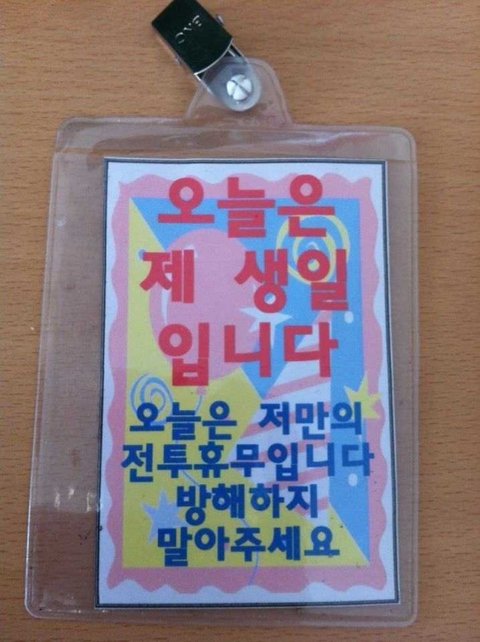 오늘은
제 생일
입니다
오늘은 저만의
전투휴무입니다
방해하지
말아주세요